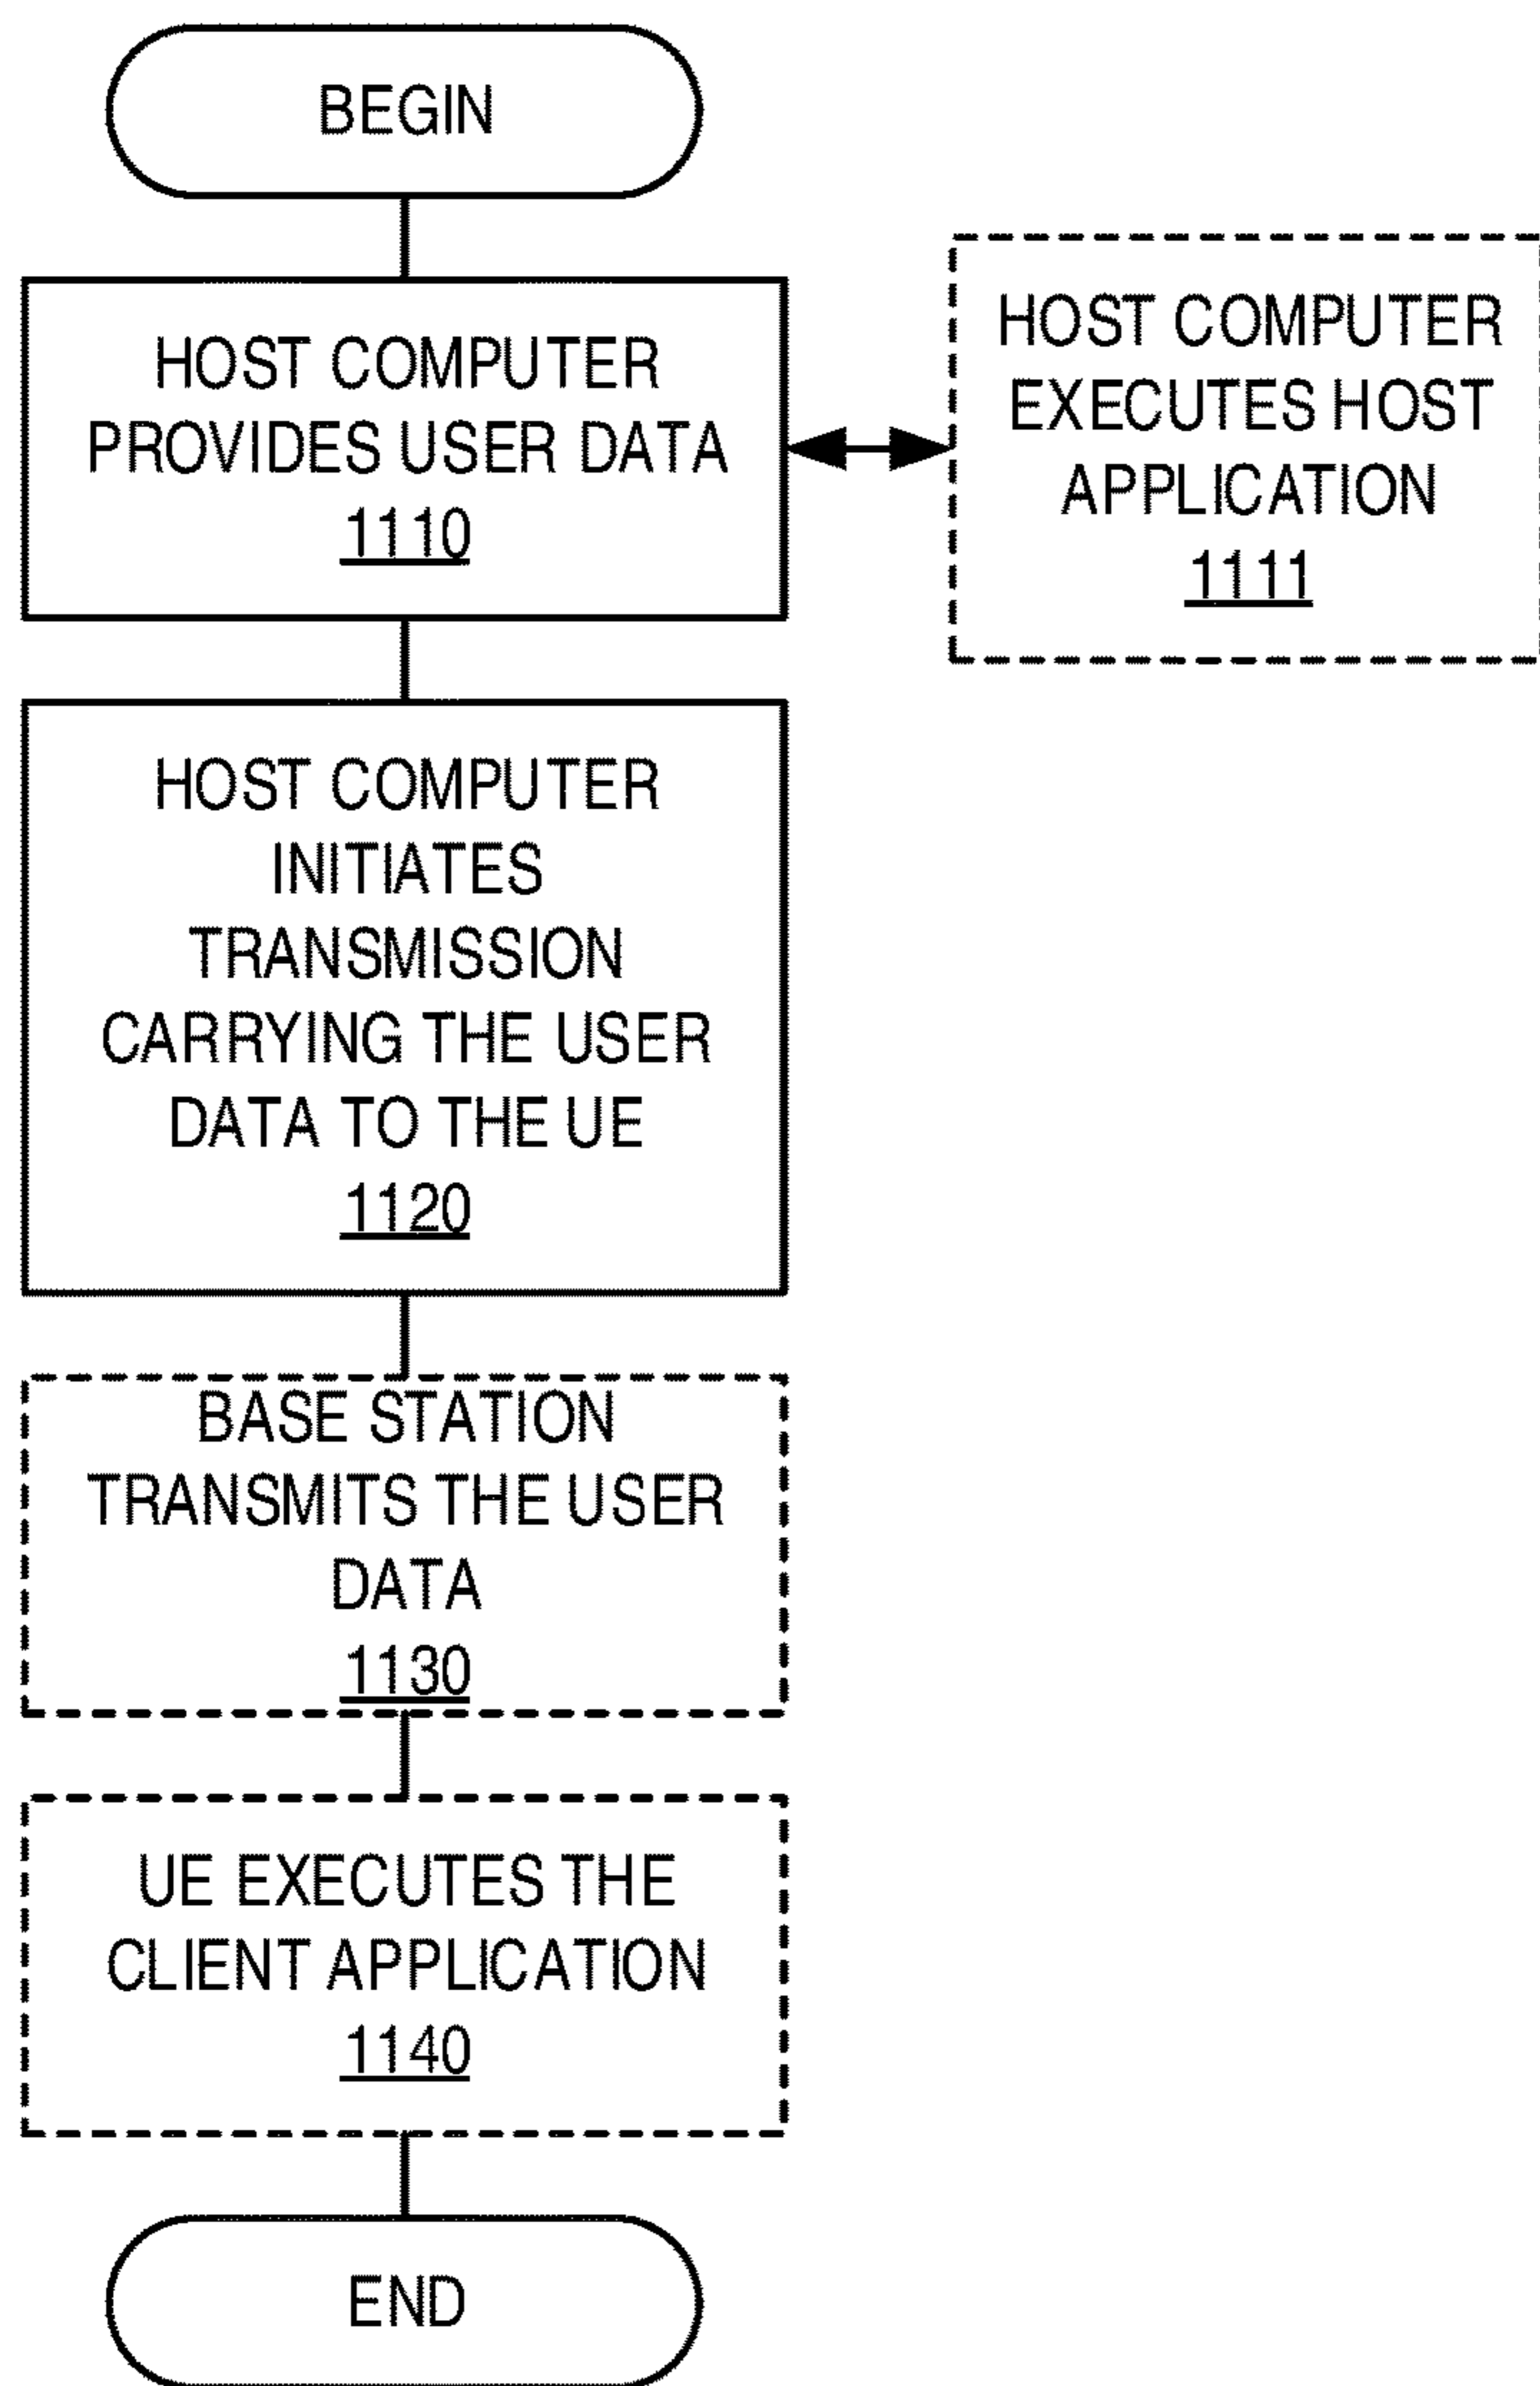 BEGIN
HOST COMPUTER
PROVIDES USER DATA
1110
HOST COMPUTER
EXECUTES HOST
APPLICATION
1111
HOST COMPUTER
INITIATES
TRANSMISSION
CARRYING THE USER
DATA TO THE UE
1120
BASE STATION
TRANSMITS THE USER
DATA
1130
UE EXECUTES THE
CLIENT APPLICATION
1140
END